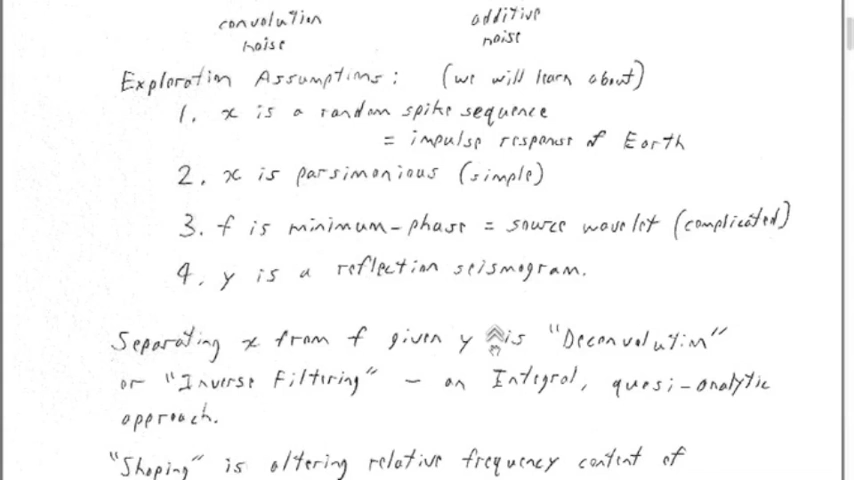 convolution additive
noise noise
Exploration Assumptions: (we will learn about)
1. x is a random spike sequence
= impulse response of Earth
2. x is parsimonious (simple)
3. f is minimum-phase = source wavelet (complicated)
4. y is a reflection seismogram.
Separating x from f given y is "Deconvolution"
or "Inverse Filtering" - an Integral, quasi-analytic
approach.
"Shaping" is altering relative frequency content of